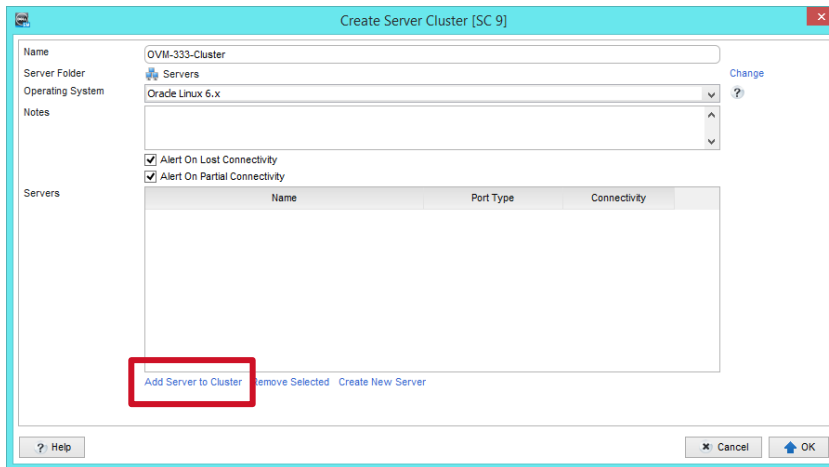 Create Server Cluster [SC 9]
Name OVM-333-Cluster
Server Folder Servers Change
Operating System Oracle Linux 6.x
Notes
Alert On Lost Connectivity
Alert On Partial Connectivity
Servers Name Port Type Connectivity
Add Server to Cluster Remove Selected Create New Server
? Help Cancel OK